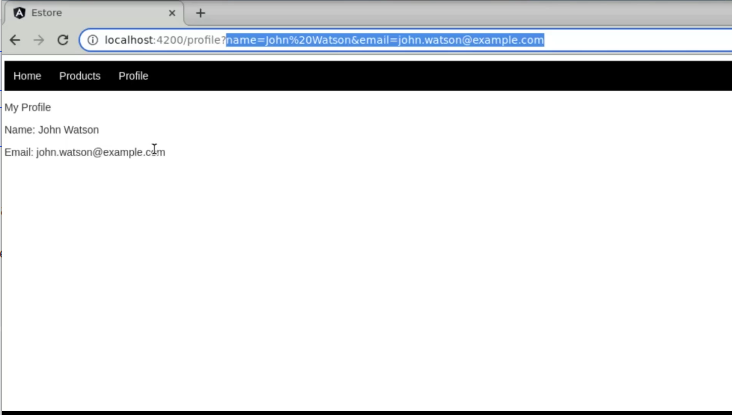 Estore
localhost:4200/profile?name=John%20Watson&email=john.watson@example.com
Home Products Profile
My Profile
Name: John Watson
Email: john.watson@example.com